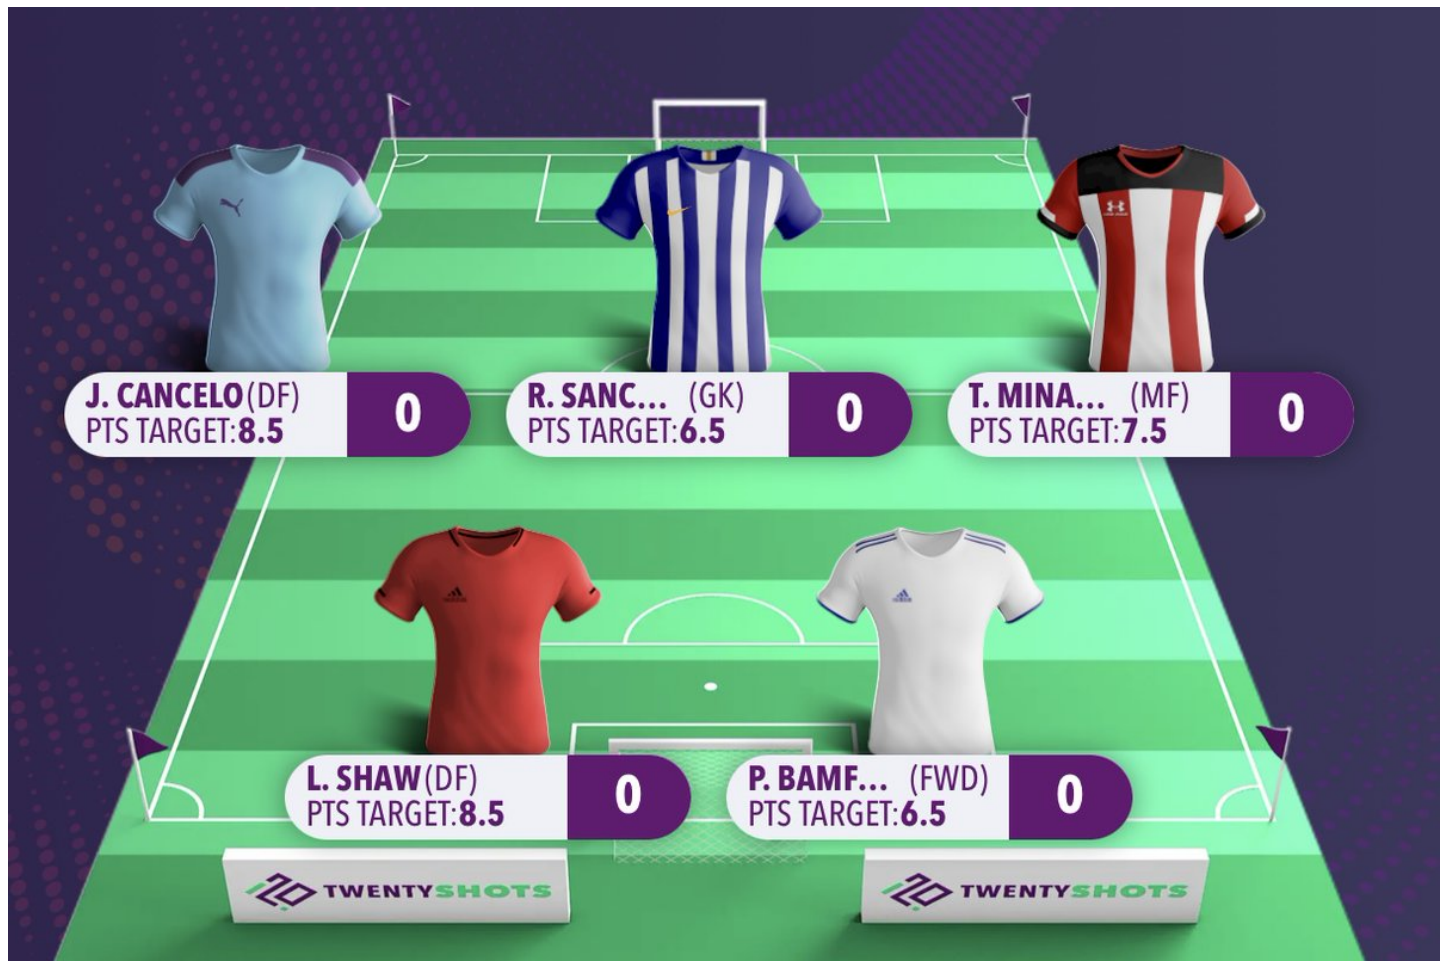 J. CANCELO (DF)
PTS TARGET:8.5
0
R. SANC... (GK)
PTS TARGET:6.5
0
T. MINA... (MF)
PTS TARGET:7.5
0
L. SHAW (DF)
PTS TARGET:8.5
0
P. BAMF... (FWD)
PTS TARGET:6.5
0
TWENTYSHOTS
TWENTYSHOTS